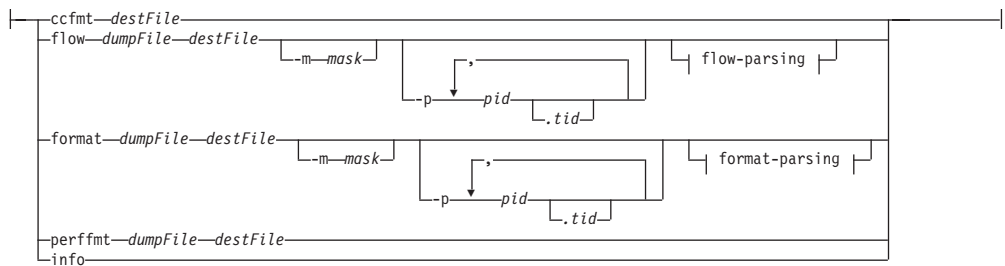 ccfmt destFile
flow dumpFile destFile -m mask -p , pid .tid flow-parsing
format dumpFile destFile -m mask -p , pid .tid format-parsing
perffmt dumpFile destFile
info